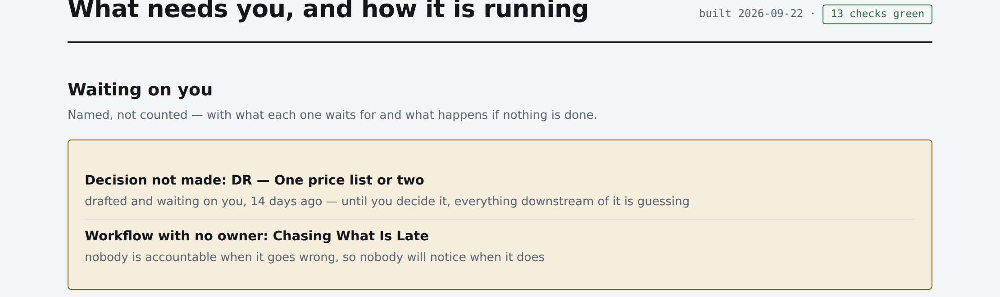 What needs you, and how it is running
built 2026-09-22 · 13 checks green
Waiting on you
Named, not counted — with what each one waits for and what happens if nothing is done.
Decision not made: DR — One price list or two
drafted and waiting on you, 14 days ago — until you decide it, everything downstream of it is guessing
Workflow with no owner: Chasing What Is Late
nobody is accountable when it goes wrong, so nobody will notice when it does